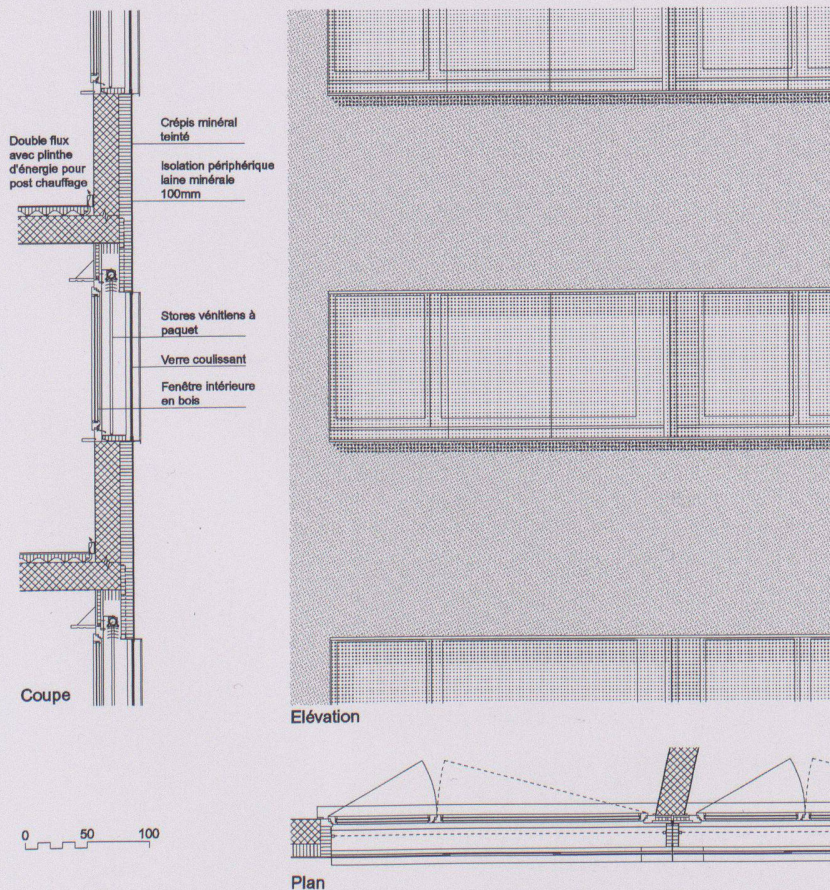 Double flux
avec plinthe
d'énergie pour
post chauffage
Crépis minéral
teinté
Isolation périphérique
laine minérale
100mm
Stores vénitiens à
paquet
Verre coulissant
Fenêtre intérieure
en bois
Coupe
Elévation
0 50 100
Plan